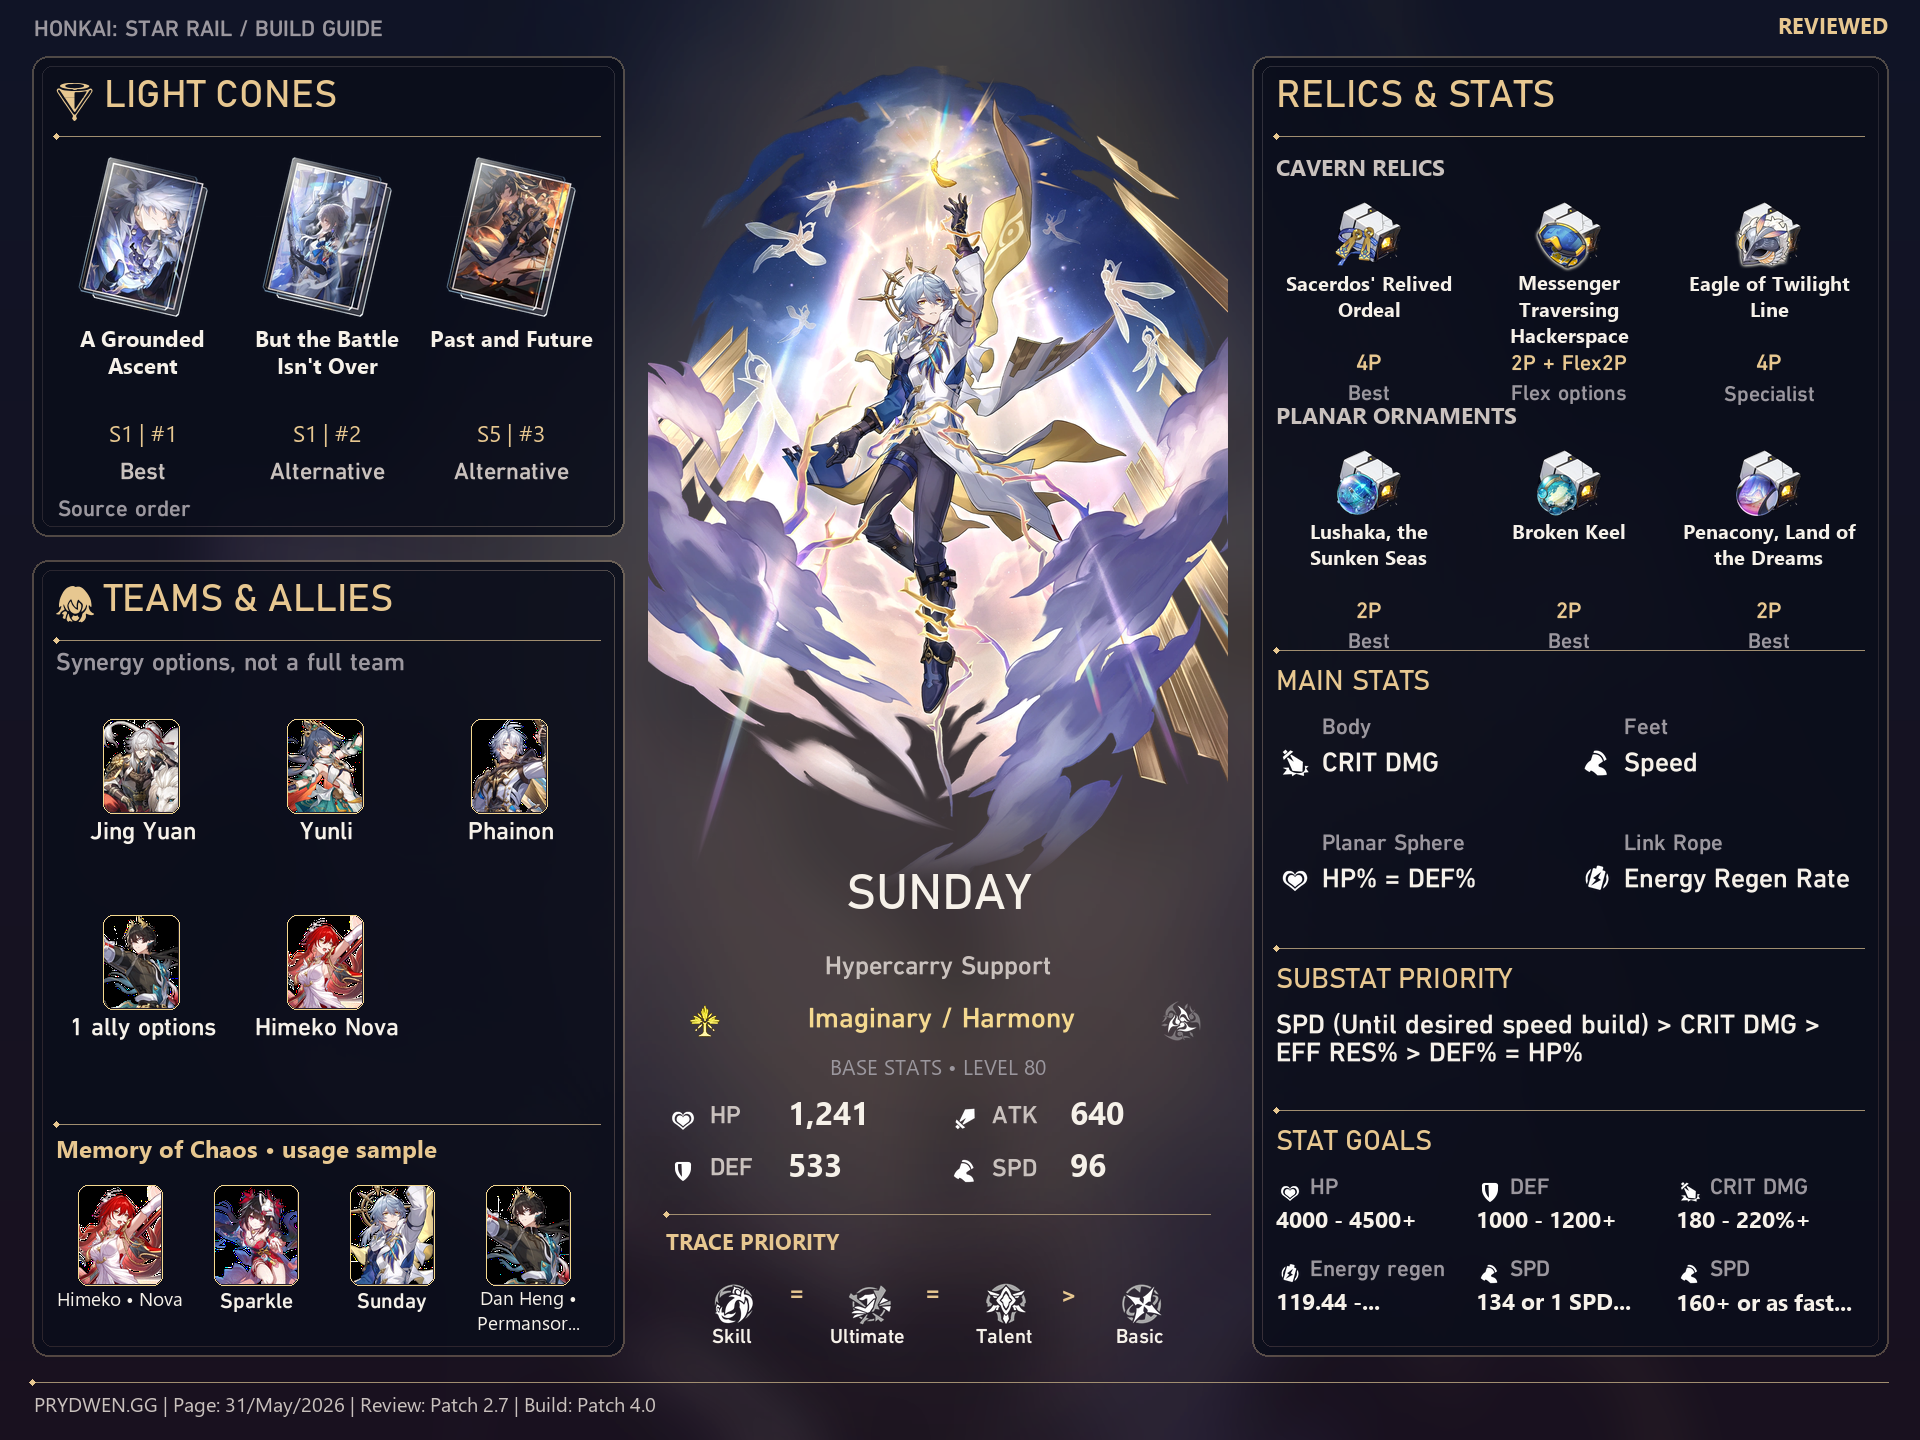 HONKAI: STAR RAIL / BUILD GUIDE
REVIEWED
LIGHT CONES
A Grounded
Ascent
S1 | #1
Best
But the Battle
Isn't Over
S1 | #2
Alternative
Past and Future
S5 | #3
Alternative
Source order
TEAMS & ALLIES
Synergy options, not a full team
Jing Yuan
Yunli
Phainon
1 ally options
Himeko Nova
Memory of Chaos • usage sample
Himeko • Nova
Sparkle
Sunday
Dan Heng •
Permansor...
SUNDAY
Hypercarry Support
Imaginary / Harmony
BASE STATS • LEVEL 80
HP 1,241
ATK 640
DEF 533
SPD 96
TRACE PRIORITY
Skill = Ultimate = Talent > Basic
RELICS & STATS
CAVERN RELICS
Sacerdos' Relived
Ordeal
4P
Best
Messenger
Traversing
Hackerspace
2P + Flex2P
Flex options
Eagle of Twilight
Line
4P
Specialist
PLANAR ORNAMENTS
Lushaka, the
Sunken Seas
2P
Best
Broken Keel
2P
Best
Penacony, Land of
the Dreams
2P
Best
MAIN STATS
Body
CRIT DMG
Feet
Speed
Planar Sphere
HP% = DEF%
Link Rope
Energy Regen Rate
SUBSTAT PRIORITY
SPD (Until desired speed build) > CRIT DMG >
EFF RES% > DEF% = HP%
STAT GOALS
HP
4000 - 4500+
DEF
1000 - 1200+
CRIT DMG
180 - 220%+
Energy regen
119.44 -...
SPD
134 or 1 SPD...
SPD
160+ or as fast...
PRYDWEN.GG | Page: 31/May/2026 | Review: Patch 2.7 | Build: Patch 4.0